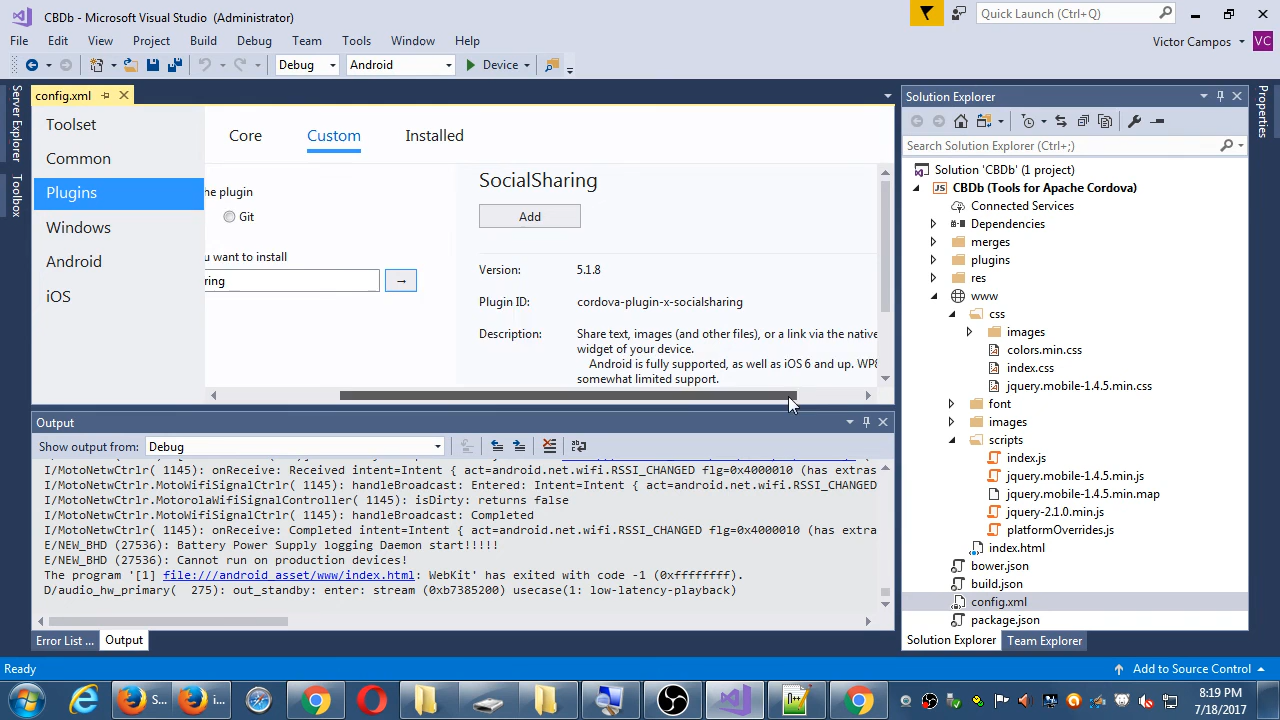 CBDb - Microsoft Visual Studio (Administrator)
Quick Launch (Ctrl+Q)
File Edit View Project Build Debug Team Tools Window Help
Victor Campos VC
Debug Android Device
Server Explorer
Toolbox
config.xml
Toolset
Common
Plugins
Windows
Android
iOS
Core Custom Installed
he plugin
Git
u want to install
ring
→
SocialSharing
Add
Version: 5.1.8
Plugin ID: cordova-plugin-x-socialsharing
Description: Share text, images (and other files), or a link via the native
widget of your device.
Android is fully supported, as well as iOS 6 and up. WP8
somewhat limited support.
Output
Show output from: Debug
I/MotoNetwCtrlr( 1145): onReceive: received intent=Intent { act=android.net.wifi.RSSI_CHANGED flg=0x4000010 (has extras
I/MotoNetwCtrlr.MotoWifiSignalCtrl( 1145): handleBroadcast: Entered: Intent=Intent { act=android.net.wifi.RSSI_CHANGED
I/MotoNetwCtrlr.MotorolaWifiSignalController( 1145): isDirty: returns false
I/MotoNetwCtrlr.MotoWifiSignalCtrl( 1145): handleBroadcast: Completed
I/MotoNetwCtrlr( 1145): onReceive: completed intent=Intent { act=android.net.wifi.RSSI_CHANGED flg=0x4000010 (has extra
E/NEW_BHD (27536): Battery Power Supply logging Daemon start!!!!!
E/NEW_BHD (27536): Cannot run on production devices!
The program '[1] file:///android_asset/www/index.html: WebKit' has exited with code -1 (0xffffffff).
D/audio_hw_primary( 275): out_standby: enter: stream (0xb7385200) usecase(1: low-latency-playback)
Error List ... Output
Solution Explorer
Search Solution Explorer (Ctrl+;)
Solution 'CBDb' (1 project)
JS CBDb (Tools for Apache Cordova)
Connected Services
Dependencies
merges
plugins
res
www
css
images
colors.min.css
index.css
jquery.mobile-1.4.5.min.css
font
images
scripts
index.js
jquery.mobile-1.4.5.min.js
jquery.mobile-1.4.5.min.map
jquery-2.1.0.min.js
platformOverrides.js
index.html
bower.json
build.json
config.xml
package.json
Solution Explorer Team Explorer
Properties
Ready
Add to Source Control
S...
i...
8:19 PM
7/18/2017